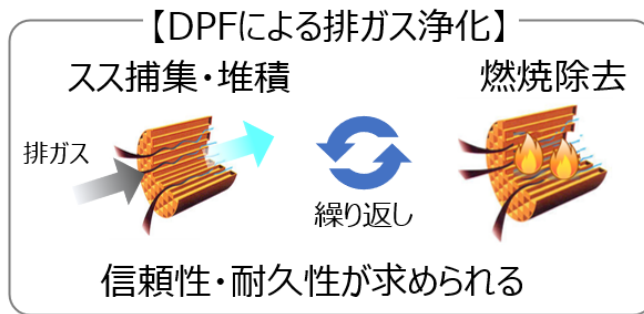 【DPFによる排ガス浄化】
スス捕集・堆積
燃焼除去
排ガス
繰り返し
信頼性・耐久性が求められる